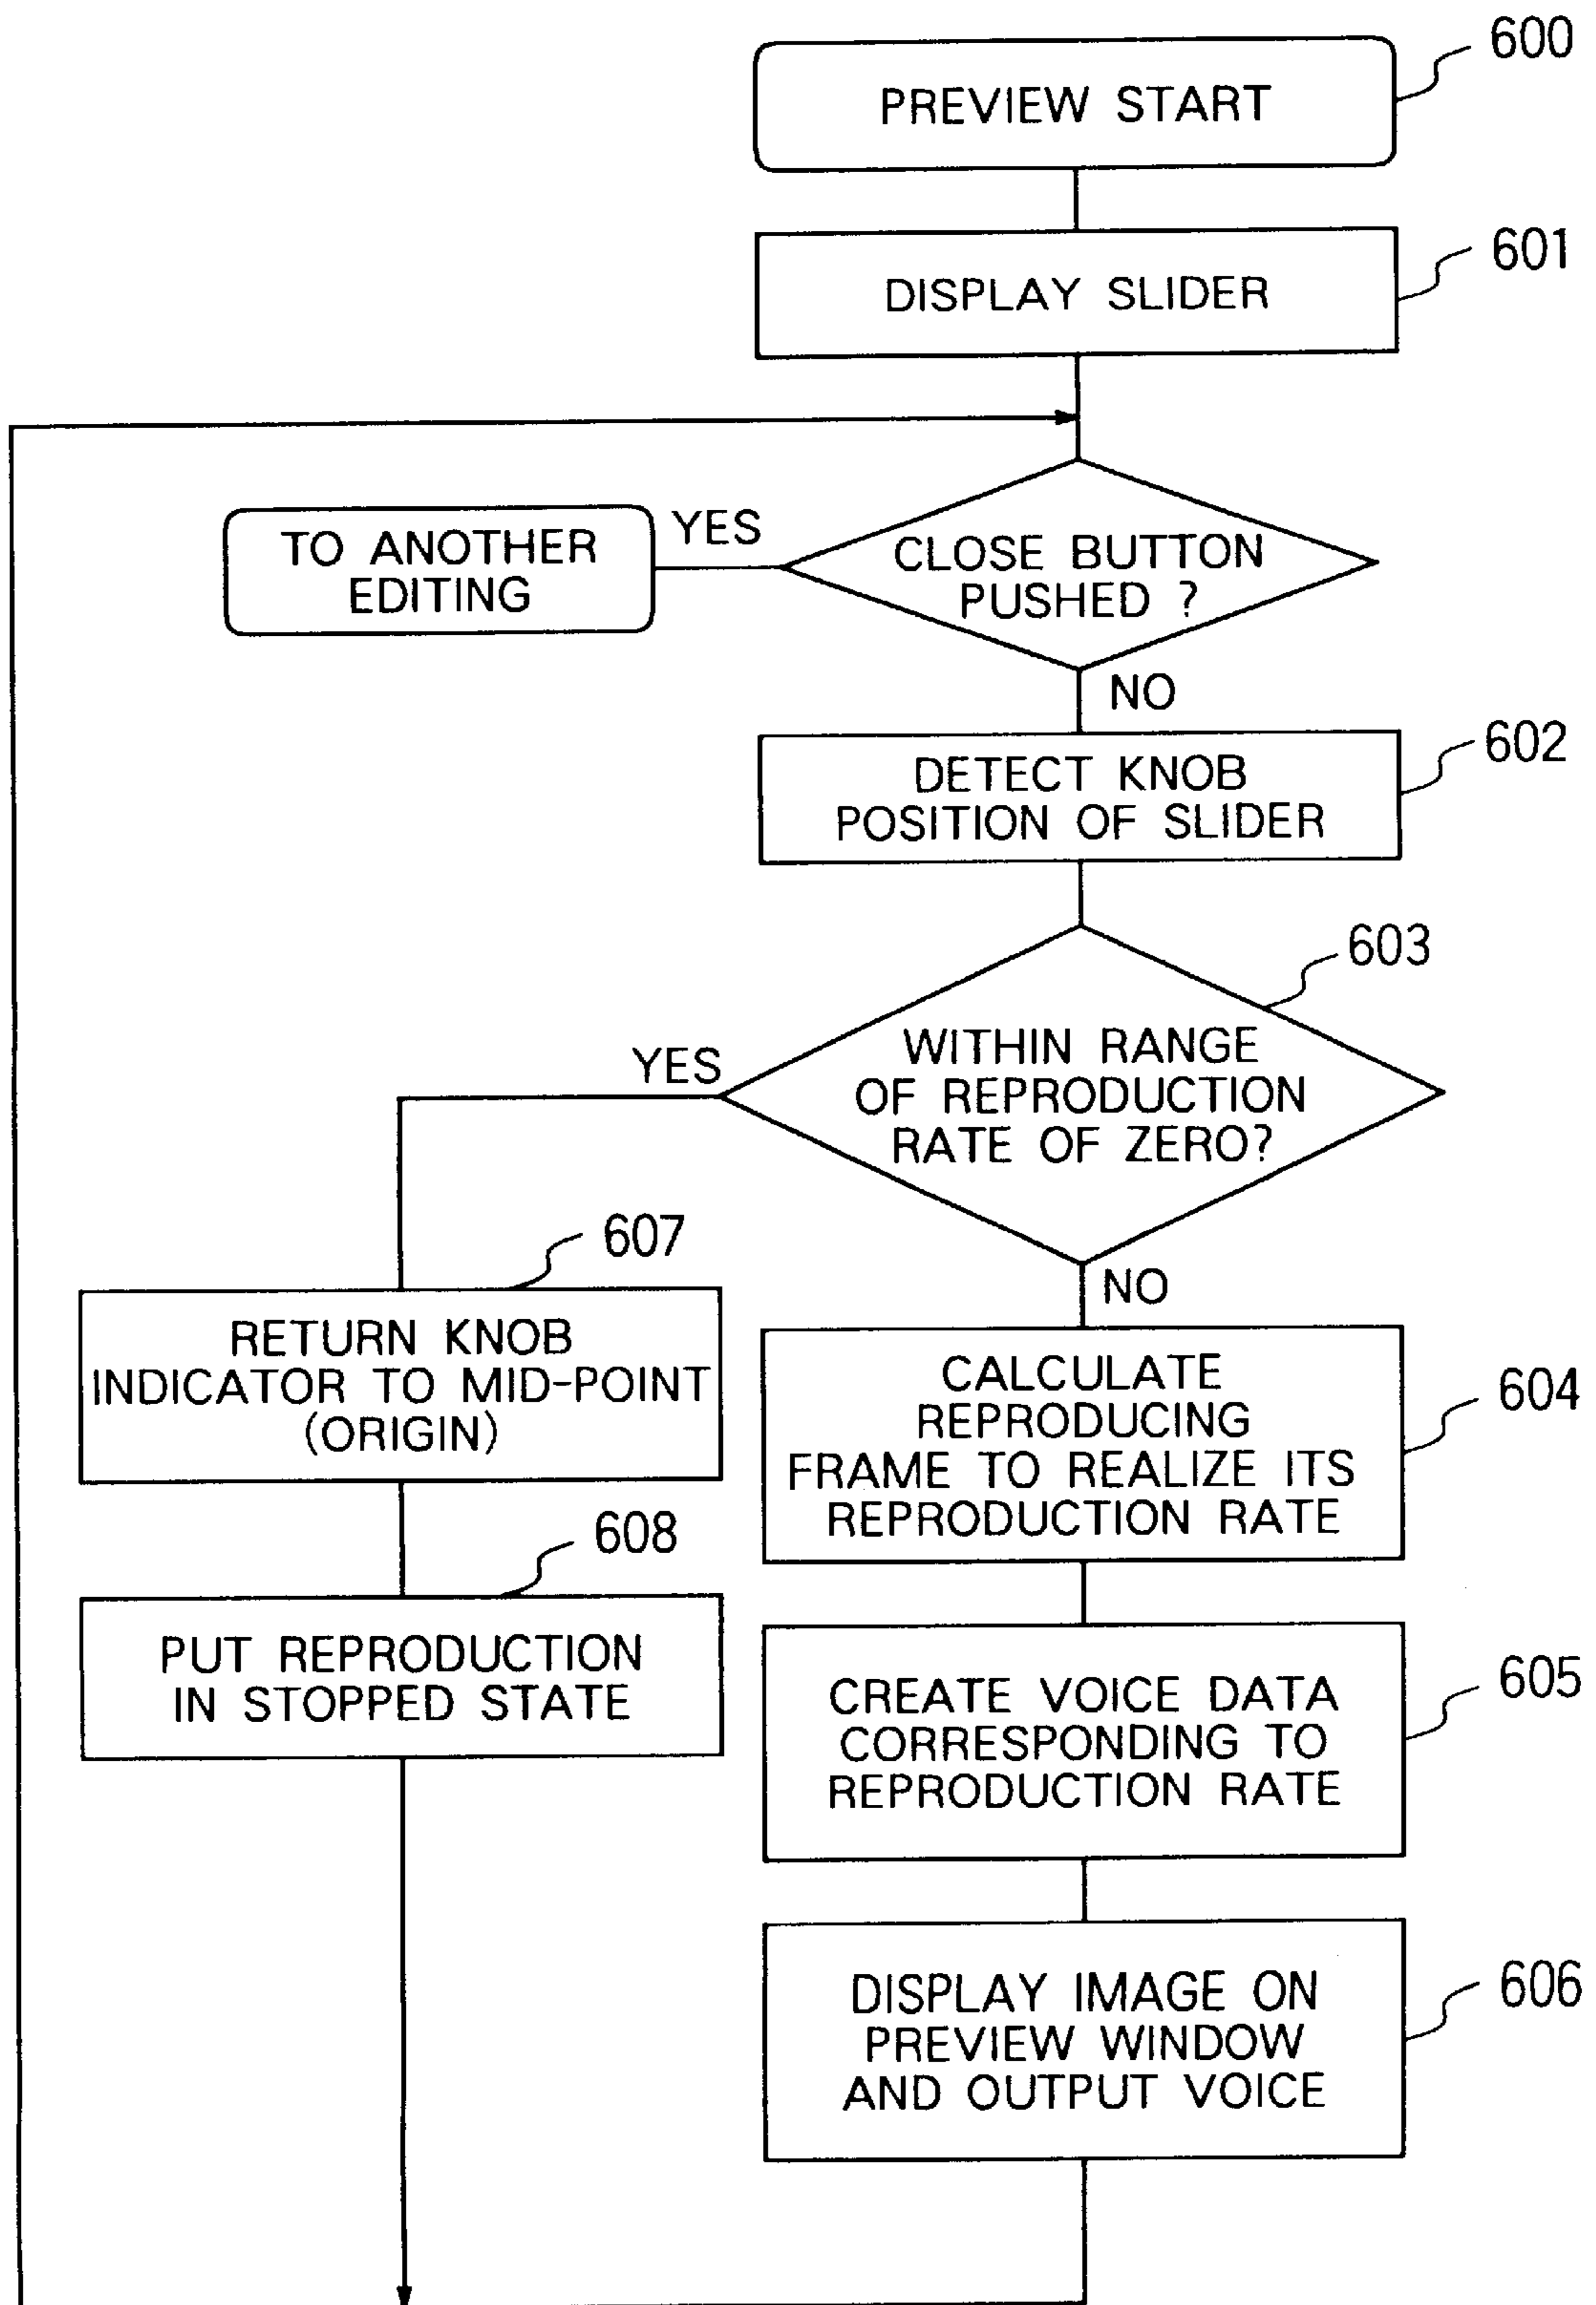 600
PREVIEW START
601
DISPLAY SLIDER
YES
TO ANOTHER
EDITING
CLOSE BUTTON
PUSHED ?
NO
602
DETECT KNOB
POSITION OF SLIDER
603
YES
WITHIN RANGE
OF REPRODUCTION
RATE OF ZERO?
607
NO
RETURN KNOB
INDICATOR TO MID-POINT
(ORIGIN)
604
CALCULATE
REPRODUCING
FRAME TO REALIZE ITS
REPRODUCTION RATE
608
PUT REPRODUCTION
IN STOPPED STATE
605
CREATE VOICE DATA
CORRESPONDING TO
REPRODUCTION RATE
606
DISPLAY IMAGE ON
PREVIEW WINDOW
AND OUTPUT VOICE